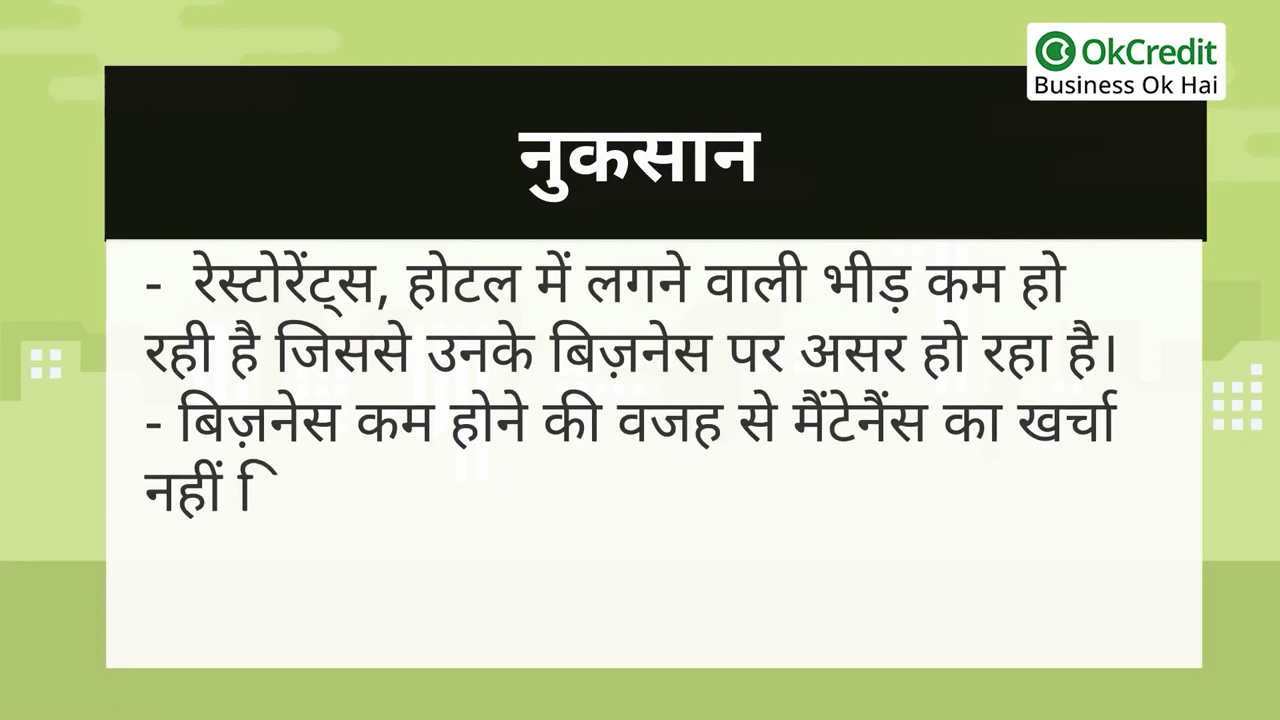 OkCredit
Business Ok Hai
नुकसान
- रेस्टोरेंट्स, होटल में लगने वाली भीड़ कम हो
रही है जिससे उनके बिज़नेस पर असर हो रहा है।
- बिज़नेस कम होने की वजह से मैंटेनैंस का खर्चा
नहीं ि